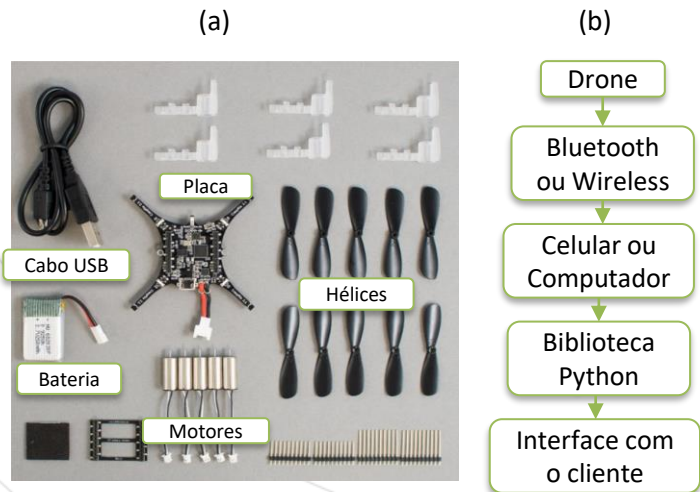 (a)
(b)
Placa
Cabo USB
Hélices
Bateria
Motores
Drone
Bluetooth
ou Wireless
Celular ou
Computador
Biblioteca
Python
Interface com
o cliente